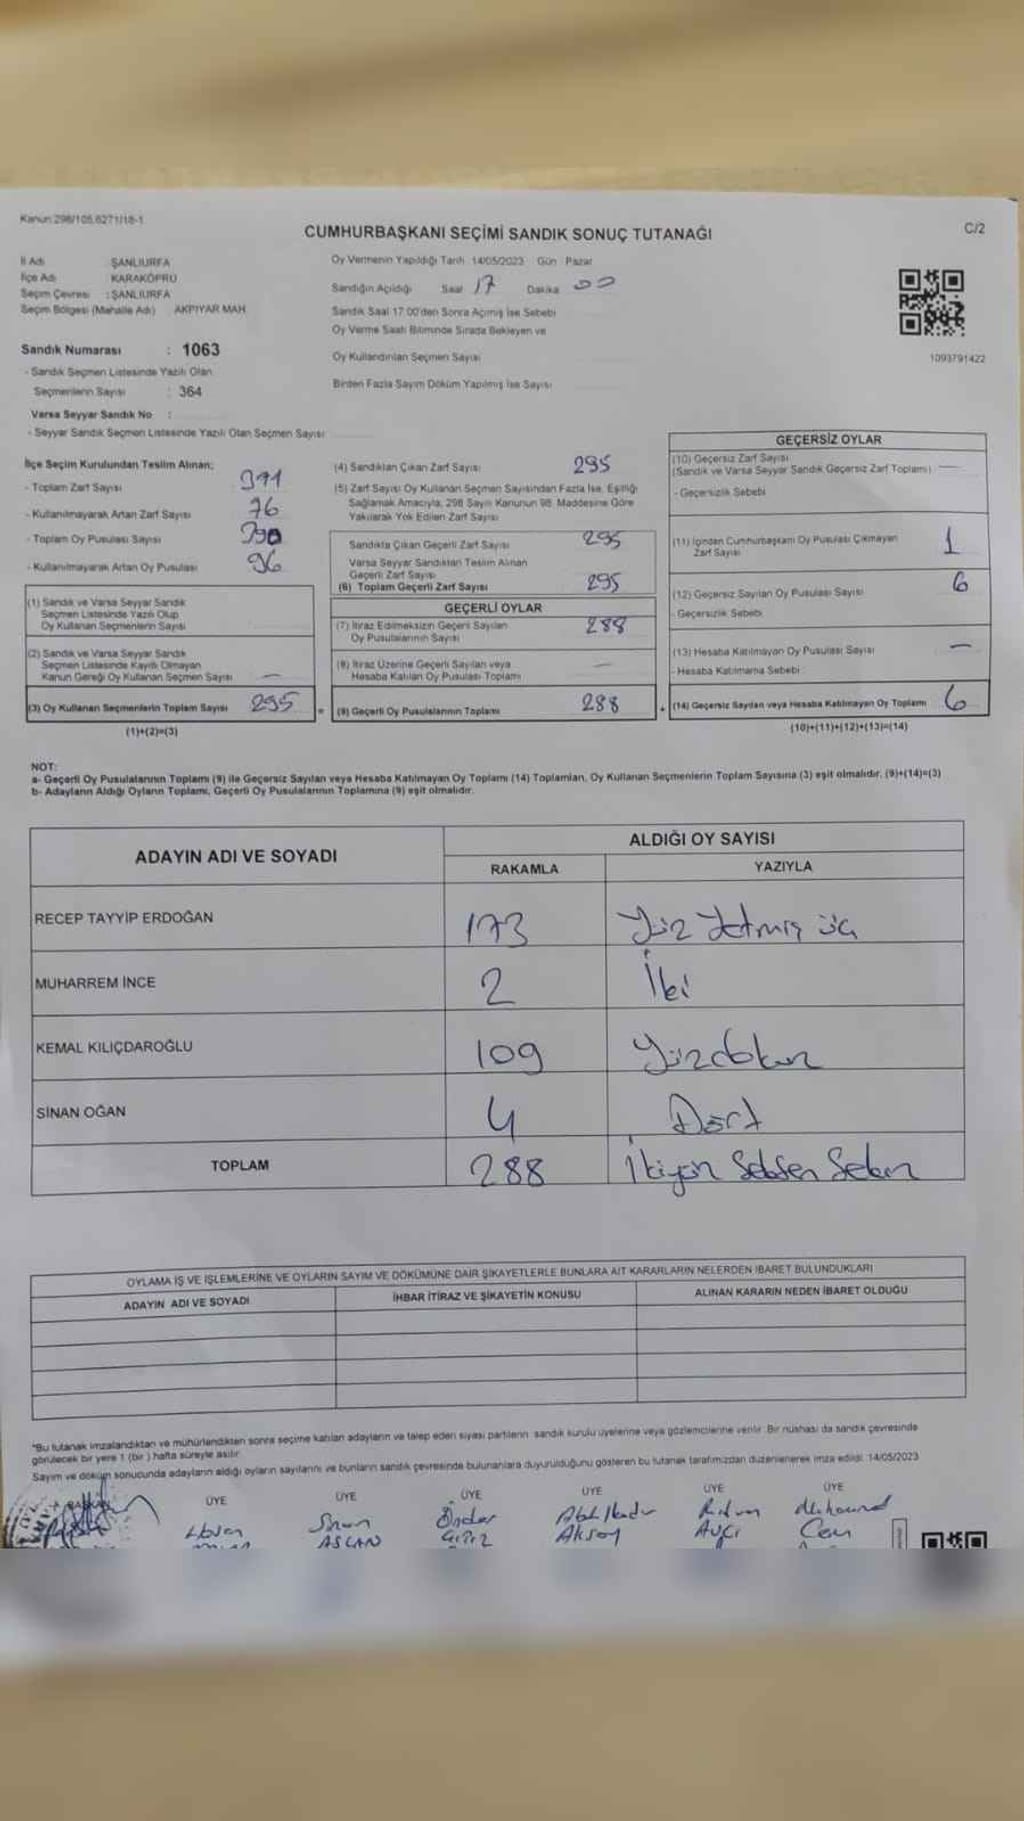 Kanun:298/105,6271/18-1
CUMHURBAŞKANI SEÇİMİ SANDIK SONUÇ TUTANAĞI
C/2
İl Adı ŞANLIURFA
İlçe Adı KARAKÖPRÜ
Seçim Çevresi : ŞANLIURFA
Seçim Bölgesi (Mahalle Adı) AKPIYAR MAH.
Sandık Numarası : 1063
- Sandık Seçmen Listesinde Yazılı Olan
Seçmenlerin Sayısı : 364
Varsa Seyyar Sandık No :
- Seyyar Sandık Seçmen Listesinde Yazılı Olan Seçmen Sayısı
Oy Vermenin Yapıldığı Tarih 14/05/2023 Gün Pazar
Sandığın Açıldığı Saat 17 Dakika 00
Sandık Saat 17.00'den Sonra Açılmış İse Sebebi
Oy Verme Saati Bitiminde Sırada Bekleyen ve
Oy Kullandırılan Seçmen Sayısı
Birden Fazla Sayım Döküm Yapılmış İse Sayısı
1093791422
İlçe Seçim Kurulundan Teslim Alınan;
- Toplam Zarf Sayısı 371
- Kullanılmayarak Artan Zarf Sayısı 76
- Toplam Oy Pusulası Sayısı 390
- Kullanılmayarak Artan Oy Pusulası 96
(1) Sandık ve Varsa Seyyar Sandık
Seçmen Listesinde Yazılı Olup
Oy Kullanan Seçmenlerin Sayısı
(2) Sandık ve Varsa Seyyar Sandık
Seçmen Listesinde Kayıtlı Olmayan
Kanun Gereği Oy Kullanan Seçmen Sayısı —
(3) Oy Kullanan Seçmenlerin Toplam Sayısı 295
(1)+(2)=(3)
=
(4) Sandıktan Çıkan Zarf Sayısı 295
(5) Zarf Sayısı Oy Kullanan Seçmen Sayısından Fazla İse, Eşitliği
Sağlamak Amacıyla, 298 Sayılı Kanunun 98. Maddesine Göre
Yakılarak Yok Edilen Zarf Sayısı
Sandıkta Çıkan Geçerli Zarf Sayısı 295
Varsa Seyyar Sandıktan Teslim Alınan
Geçerli Zarf Sayısı
(6) Toplam Geçerli Zarf Sayısı 295
GEÇERLİ OYLAR
(7) İtiraz Edilmeksizin Geçerli Sayılan
Oy Pusulalarının Sayısı 288
(8) İtiraz Üzerine Geçerli Sayılan veya
Hesaba Katılan Oy Pusulası Toplamı —
(9) Geçerli Oy Pusulalarının Toplamı 288
+
GEÇERSİZ OYLAR
(10) Geçersiz Zarf Sayısı
(Sandık ve Varsa Seyyar Sandık Geçersiz Zarf Toplamı) —
- Geçersizlik Sebebi
(11) İçinden Cumhurbaşkanı Oy Pusulası Çıkmayan
Zarf Sayısı 1
(12) Geçersiz Sayılan Oy Pusulası Sayısı 6
- Geçersizlik Sebebi
(13) Hesaba Katılmayan Oy Pusulası Sayısı —
- Hesaba Katılmama Sebebi
(14) Geçersiz Sayılan veya Hesaba Katılmayan Oy Toplamı 6
(10)+(11)+(12)+(13)=(14)
NOT:
a- Geçerli Oy Pusulalarının Toplamı (9) ile Geçersiz Sayılan veya Hesaba Katılmayan Oy Toplamı (14) Toplamları, Oy Kullanan Seçmenlerin Toplam Sayısına (3) eşit olmalıdır. (9)+(14)=(3)
b- Adayların Aldığı Oyların Toplamı, Geçerli Oy Pusulalarının Toplamına (9) eşit olmalıdır.
ADAYIN ADI VE SOYADI
ALDIĞI OY SAYISI
RAKAMLA YAZIYLA
RECEP TAYYİP ERDOĞAN 173 Yüz Yetmiş üç
MUHARREM İNCE 2 İki
KEMAL KILIÇDAROĞLU 109 Yüzdokuz
SİNAN OĞAN 4 Dört
TOPLAM 288 İkiyüz Seksen Sekiz
OYLAMA İŞ VE İŞLEMLERİNE VE OYLARIN SAYIM VE DÖKÜMÜNE DAİR ŞİKAYETLERLE BUNLARA AİT KARARLARIN NELERDEN İBARET BULUNDUKLARI
ADAYIN ADI VE SOYADI İHBAR İTİRAZ VE ŞİKAYETİN KONUSU ALINAN KARARIN NEDEN İBARET OLDUĞU
*Bu tutanak imzalandıktan ve mühürlendikten sonra seçime katılan adayların ve talep eden siyasi partilerin sandık kurulu üyelerine veya gözlemcilerine verilir. Bir nüshası da sandık çevresinde
görülecek bir yere 1 (bir) hafta süreyle asılır.
Sayım ve döküm sonucunda adayların aldığı oyların sayılarını ve bunların sandık çevresinde bulunanlara duyurulduğunu gösteren bu tutanak tarafımızdan düzenlenerek imza edildi. 14/05/2023
BAŞKAN ÜYE ÜYE ÜYE ÜYE ÜYE ÜYE
Önder Rıdvan
ASLAN Aksoy Avcı Can